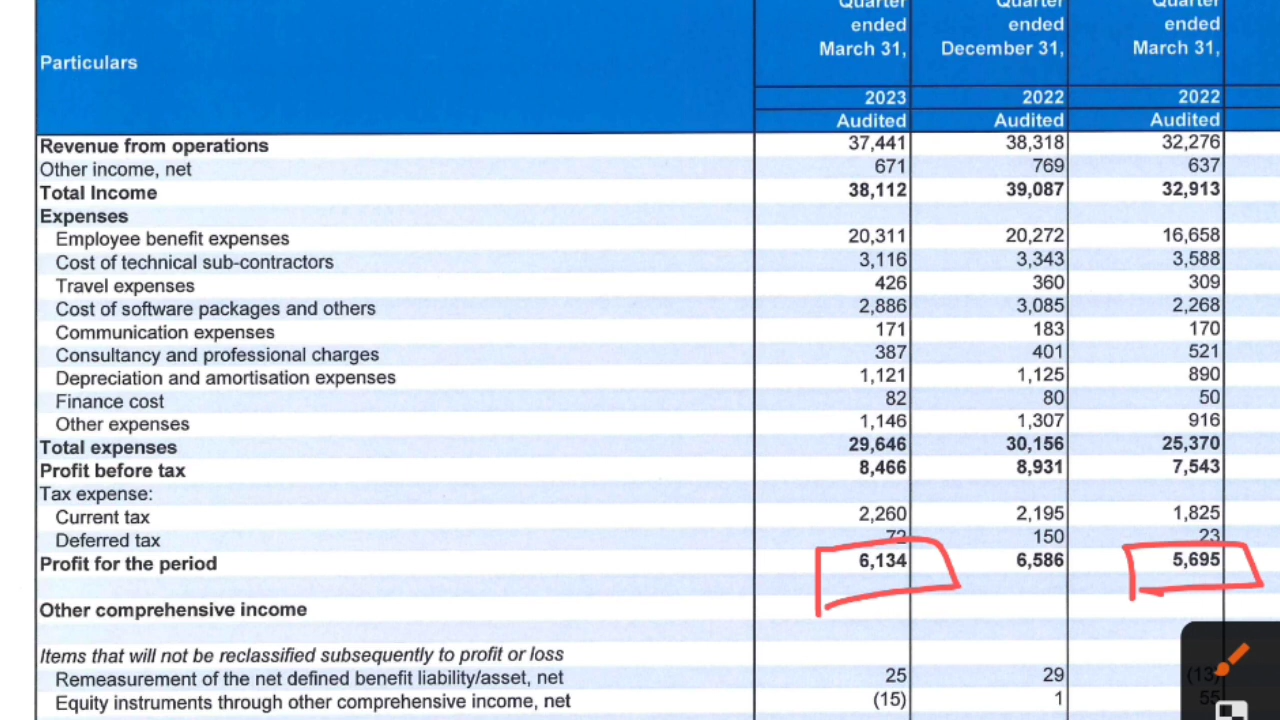 Quarter Quarter Quarter
ended ended ended
March 31, December 31, March 31,
Particulars
2023 2022 2022
Audited Audited Audited
Revenue from operations 37,441 38,318 32,276
Other income, net 671 769 637
Total Income 38,112 39,087 32,913
Expenses
Employee benefit expenses 20,311 20,272 16,658
Cost of technical sub-contractors 3,116 3,343 3,588
Travel expenses 426 360 309
Cost of software packages and others 2,886 3,085 2,268
Communication expenses 171 183 170
Consultancy and professional charges 387 401 521
Depreciation and amortisation expenses 1,121 1,125 890
Finance cost 82 80 50
Other expenses 1,146 1,307 916
Total expenses 29,646 30,156 25,370
Profit before tax 8,466 8,931 7,543
Tax expense:
Current tax 2,260 2,195 1,825
Deferred tax 72 150 23
Profit for the period 6,134 6,586 5,695
Other comprehensive income
Items that will not be reclassified subsequently to profit or loss
Remeasurement of the net defined benefit liability/asset, net 25 29 (13)
Equity instruments through other comprehensive income, net (15) 1 55